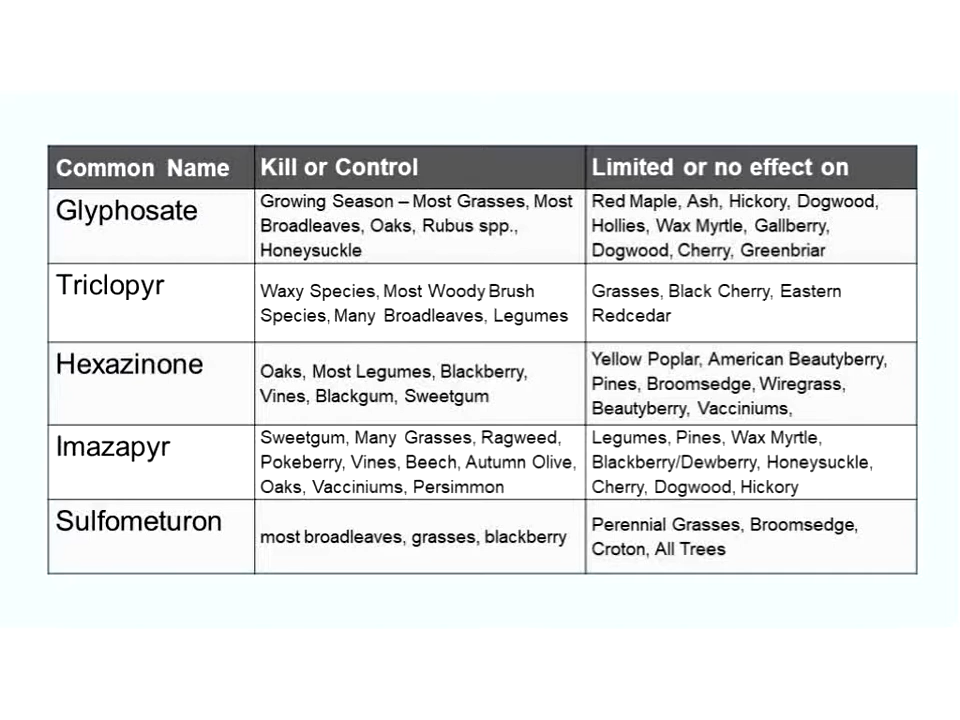 Common Name Kill or Control Limited or no effect on
Glyphosate
Growing Season – Most Grasses, Most
Broadleaves, Oaks, Rubus spp.,
Honeysuckle
Red Maple, Ash, Hickory, Dogwood,
Hollies, Wax Myrtle, Gallberry,
Dogwood, Cherry, Greenbriar
Triclopyr
Waxy Species, Most Woody Brush
Species, Many Broadleaves, Legumes
Grasses, Black Cherry, Eastern
Redcedar
Hexazinone
Oaks, Most Legumes, Blackberry,
Vines, Blackgum, Sweetgum
Yellow Poplar, American Beautyberry,
Pines, Broomsedge, Wiregrass,
Beautyberry, Vacciniums,
Imazapyr
Sweetgum, Many Grasses, Ragweed,
Pokeberry, Vines, Beech, Autumn Olive,
Oaks, Vacciniums, Persimmon
Legumes, Pines, Wax Myrtle,
Blackberry/Dewberry, Honeysuckle,
Cherry, Dogwood, Hickory
Sulfometuron
most broadleaves, grasses, blackberry
Perennial Grasses, Broomsedge,
Croton, All Trees